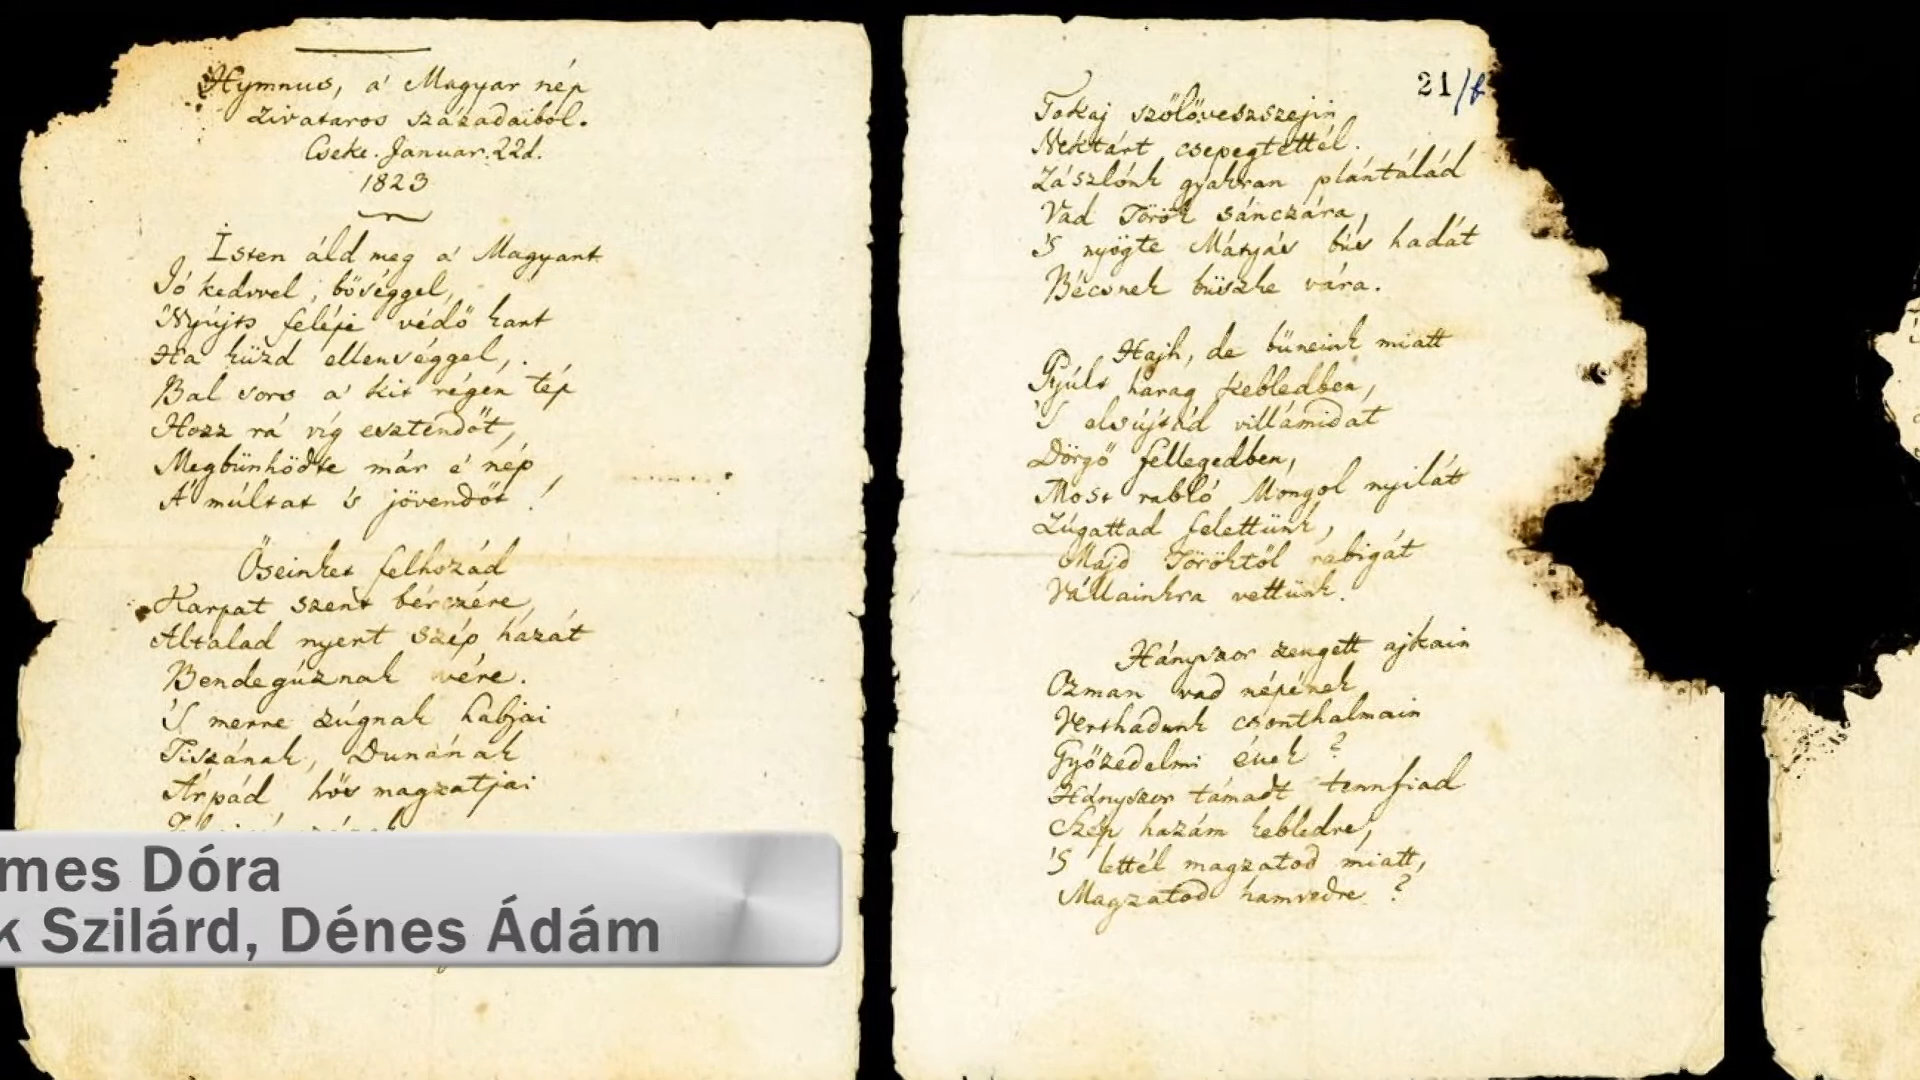 Hymnus, a' Magyar nép
zivataros századaiból.
Cseke. Januar. 22d.
1823
Isten áld meg a' Magyart
Jó kedvvel, bőséggel,
Nyújts feléje védő kart
Ha küzd ellenséggel,
Bal sors a' kit régen tép
Hozz rá víg esztendőt,
Megbünhödte már e' nép
A' múltat 's jövendőt!
Őseinket felhozád
Kárpat szent bérczére,
Általad nyert szép hazát
Bendegúznak vére.
'S merre zúgnak habjai
Tiszának, Dunának
Árpád hős magzatjai
mes Dóra
k Szilárd, Dénes Ádám
21/
Tokaj szőlőveszszejin
Nektárt csepegtettél.
Zászlónk gyakran plántálád
Vad Török sánczára,
'S nyögte Mátyás bús hadát
Bécsnek büszke vára.
Hajh, de bűneink miatt
Gyúlt harag kebledben,
'S elsújtád villámidat
Dörgő fellegedben,
Most rabló Mongol nyilát
Zúgattad felettünk,
Majd Töröktől rabigát
Vállainkra vettünk.
Hányszor zengett ajkain
Ozman vad népének
Vert hadunk csonthalmain
Győzedelmi ének?
Hányszor támadt tennfiad
Szép hazám kebledre,
'S lettél magzatod miatt,
Magzatod hamvedre?